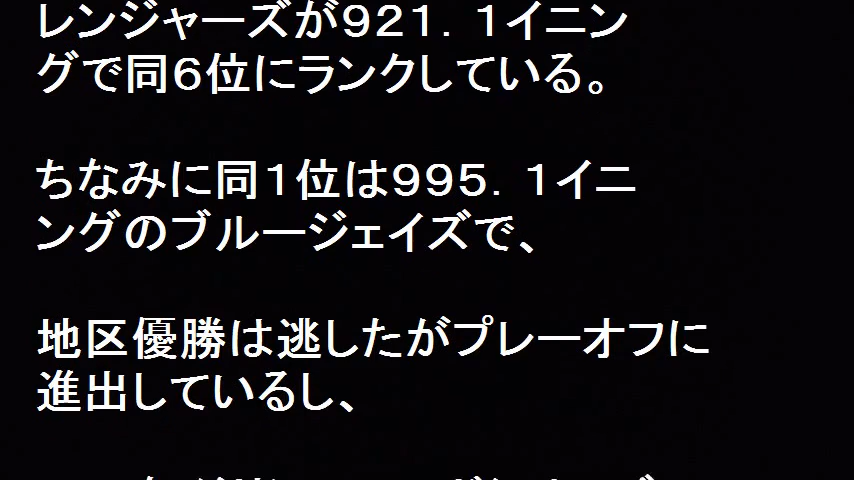 レンジャーズが９２１．１イニン
グで同６位にランクしている。
ちなみに同１位は９９５．１イニ
ングのブルージェイズで、
地区優勝は逃したがプレーオフに
進出しているし、